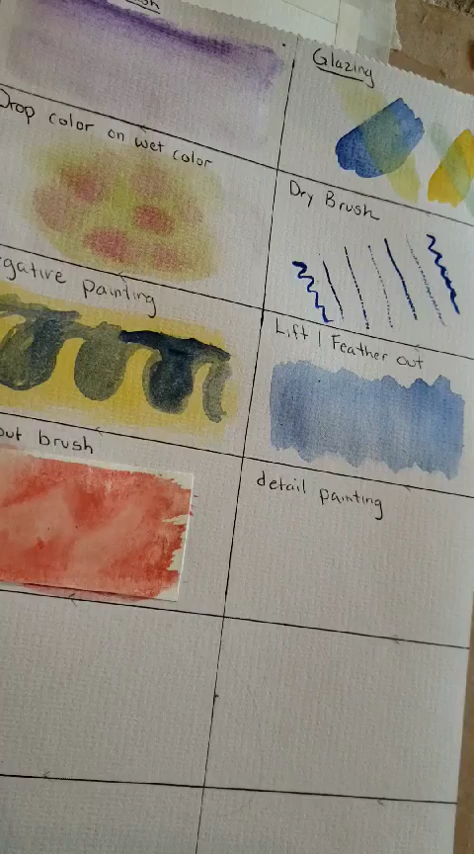 Glazing
Drop color on wet color
Dry Brush
gative painting
Lift | Feather out
out brush
detail painting